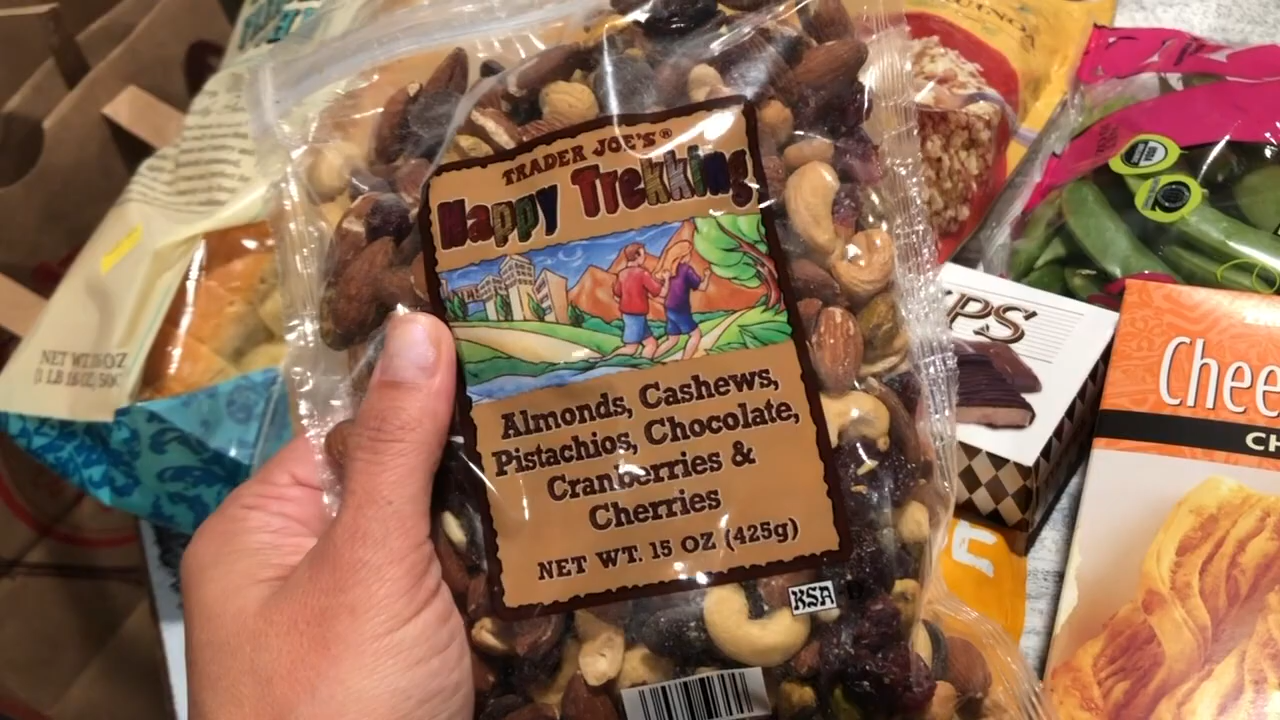 TRADER JOE'S®
Happy Trekking
Almonds, Cashews,
Pistachios, Chocolate,
Cranberries &
Cherries
NET WT. 15 OZ (425g)
KSA
NET WT
Chee